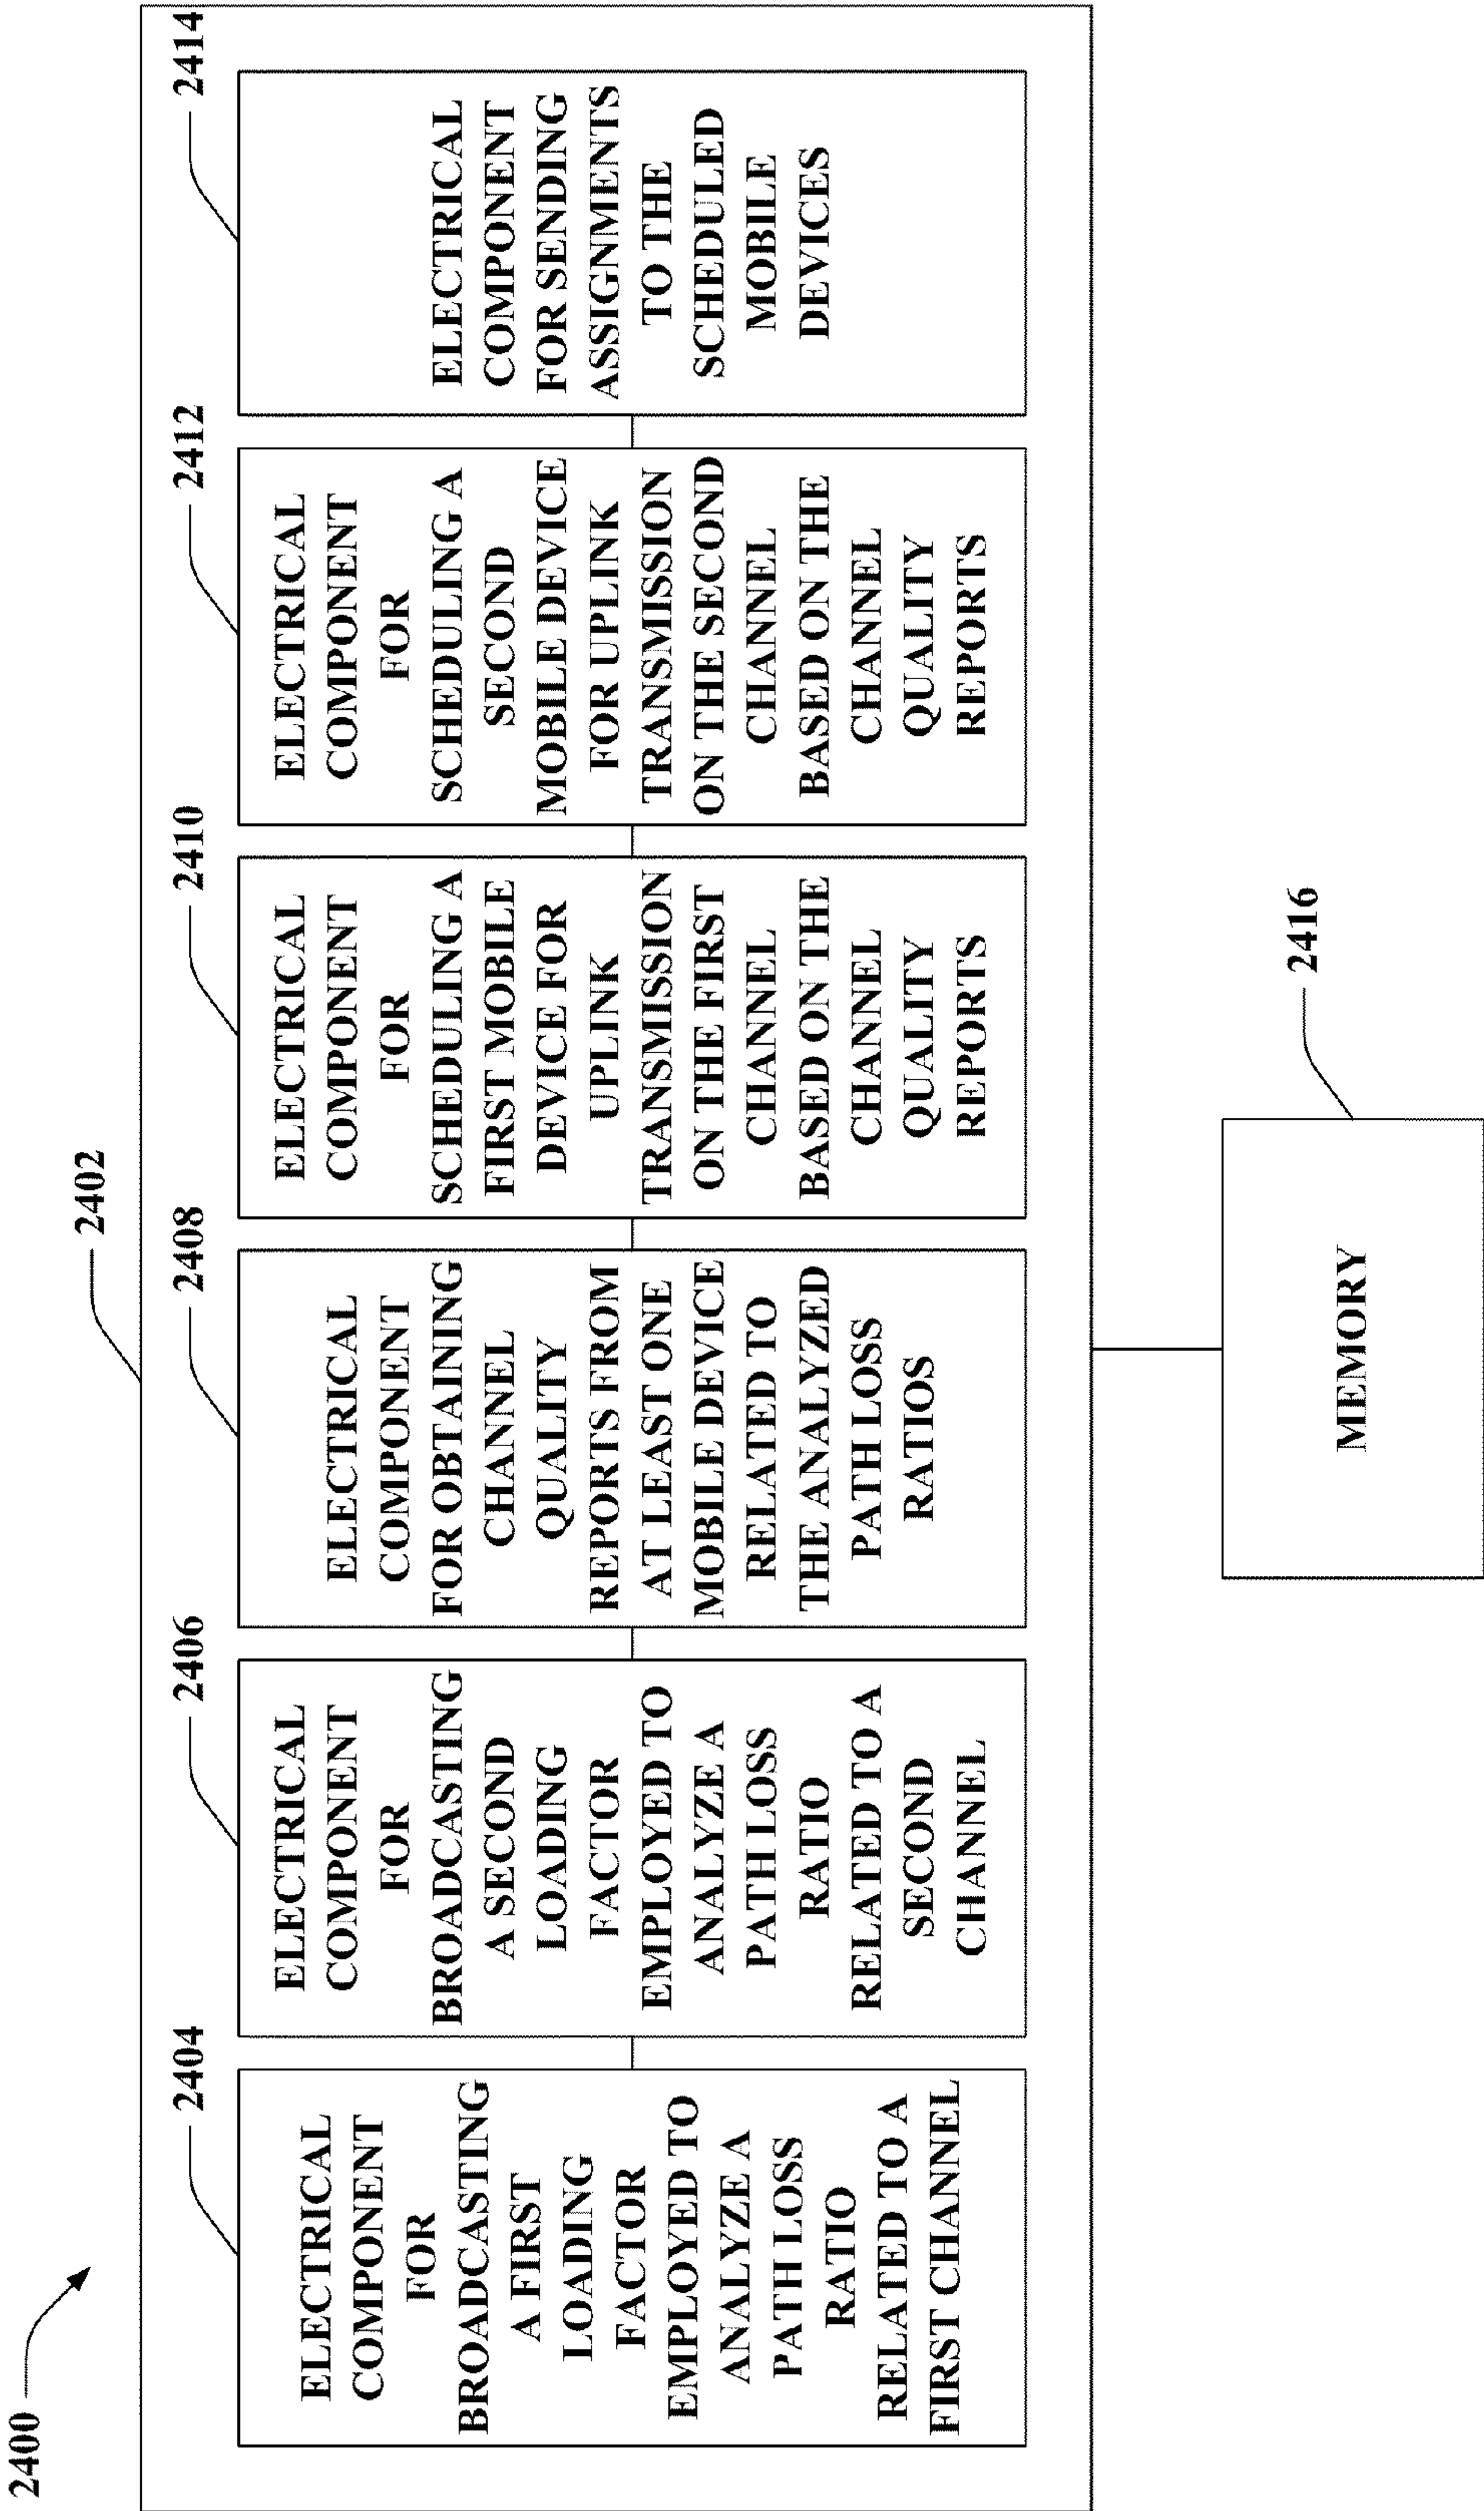 2400
2402
2404
ELECTRICAL
COMPONENT
FOR
BROADCASTING
A FIRST
LOADING
FACTOR
EMPLOYED TO
ANALYZE A
PATH LOSS
RATIO
RELATED TO A
FIRST CHANNEL
2406
ELECTRICAL
COMPONENT
FOR
BROADCASTING
A SECOND
LOADING
FACTOR
EMPLOYED TO
ANALYZE A
PATH LOSS
RATIO
RELATED TO A
SECOND
CHANNEL
2408
ELECTRICAL
COMPONENT
FOR OBTAINING
CHANNEL
QUALITY
REPORTS FROM
AT LEAST ONE
MOBILE DEVICE
RELATED TO
THE ANALYZED
PATH LOSS
RATIOS
2410
ELECTRICAL
COMPONENT
FOR
SCHEDULING A
FIRST MOBILE
DEVICE FOR
UPLINK
TRANSMISSION
ON THE FIRST
CHANNEL
BASED ON THE
CHANNEL
QUALITY
REPORTS
2412
ELECTRICAL
COMPONENT
FOR
SCHEDULING A
SECOND
MOBILE DEVICE
FOR UPLINK
TRANSMISSION
ON THE SECOND
CHANNEL
BASED ON THE
CHANNEL
QUALITY
REPORTS
2414
ELECTRICAL
COMPONENT
FOR SENDING
ASSIGNMENTS
TO THE
SCHEDULED
MOBILE
DEVICES
2416
MEMORY